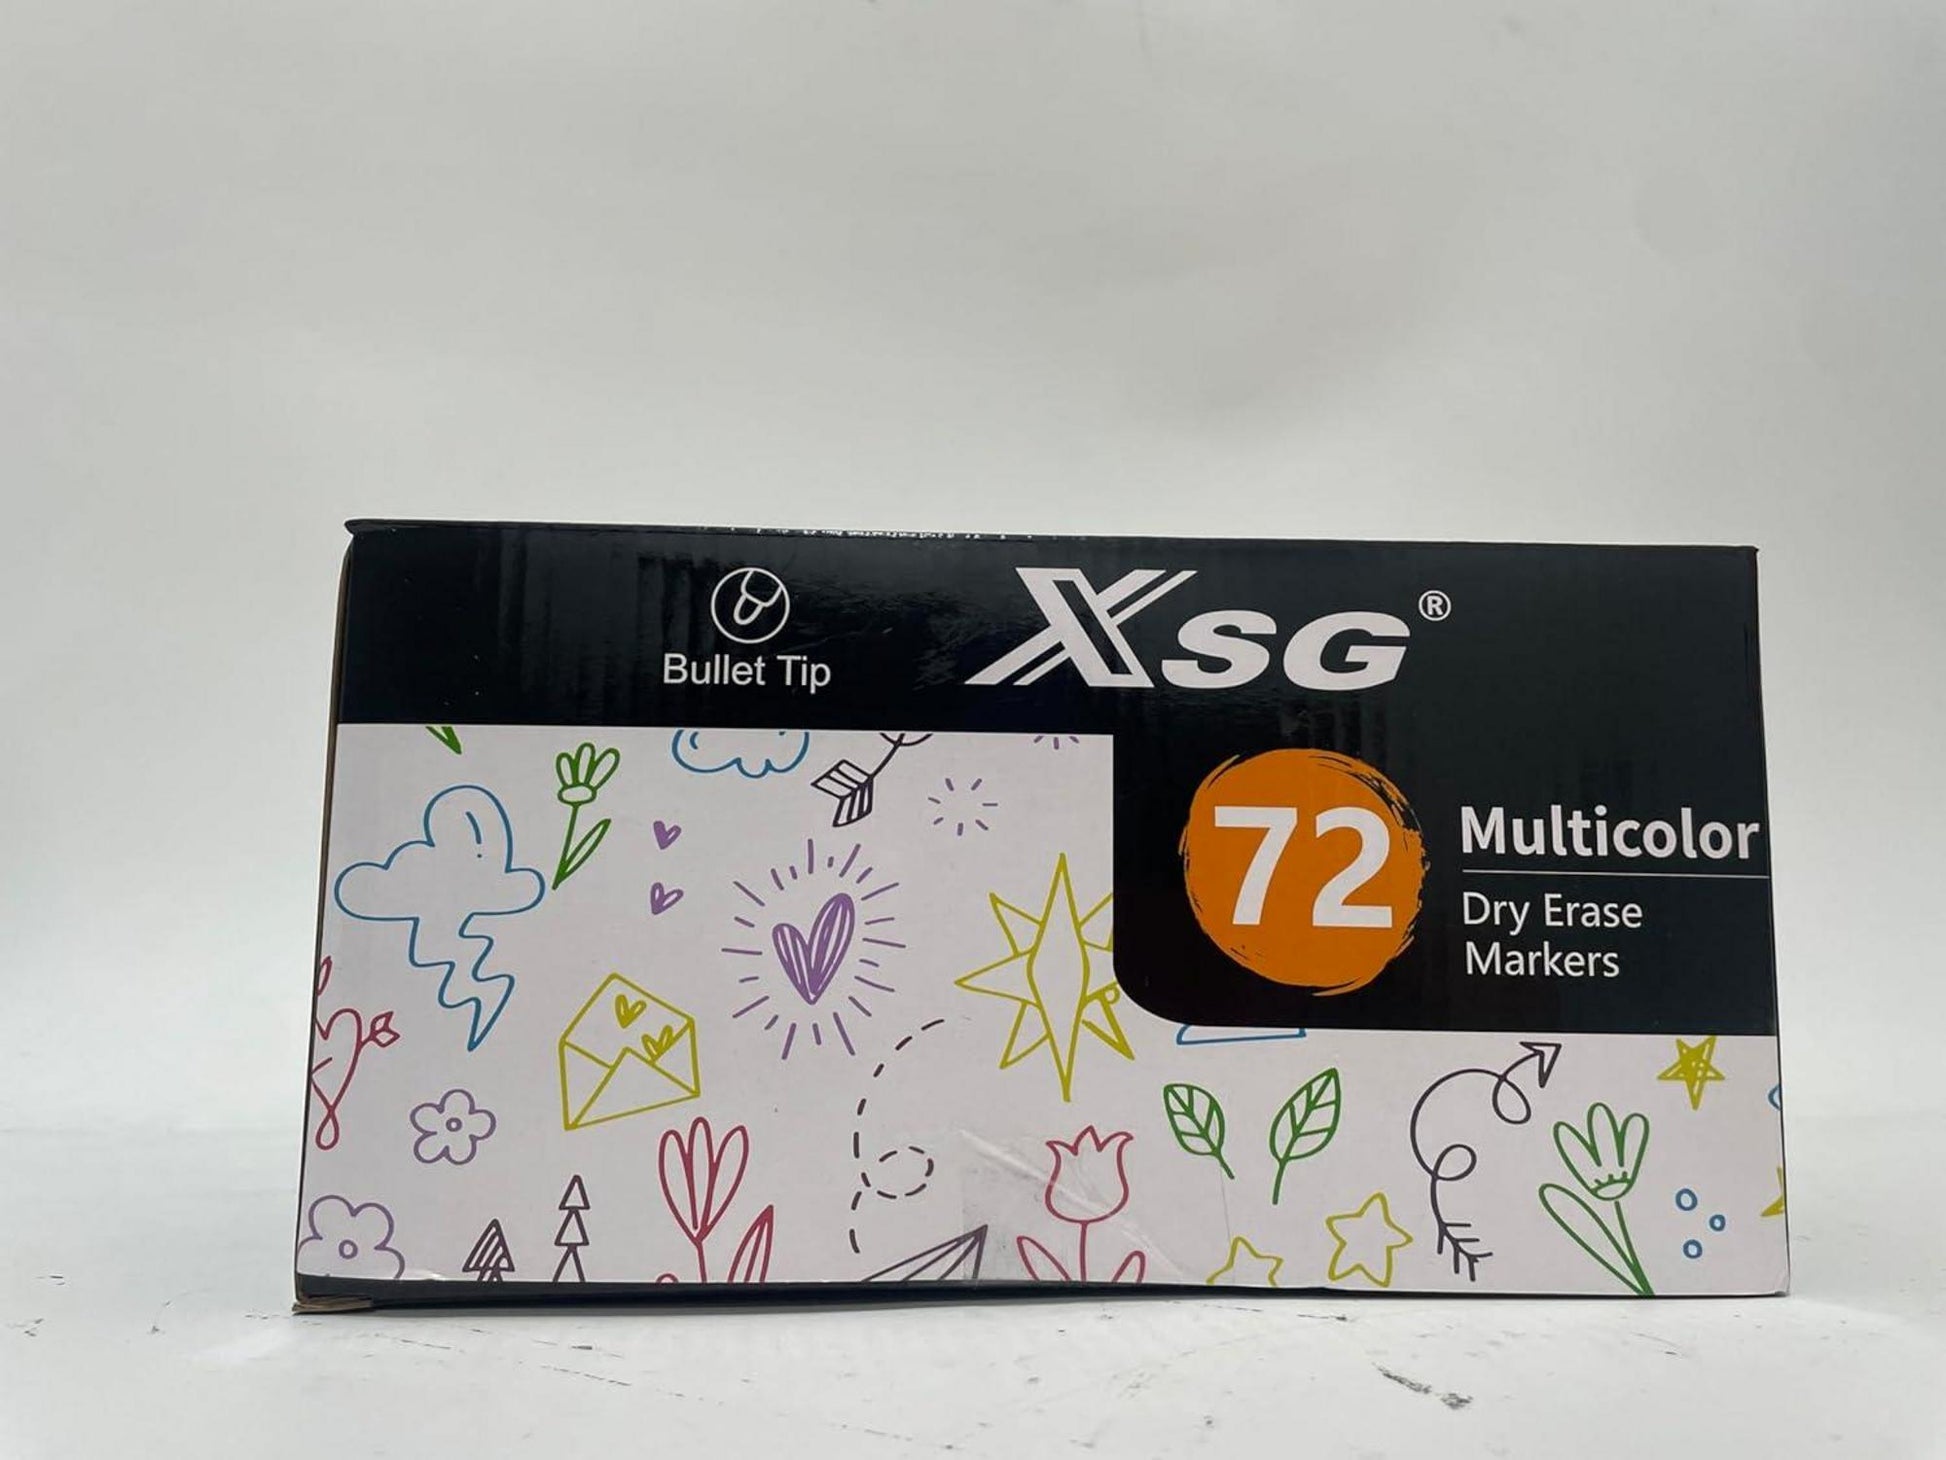 Bullet Tip
XSG®
72
Multicolor
Dry Erase
Markers